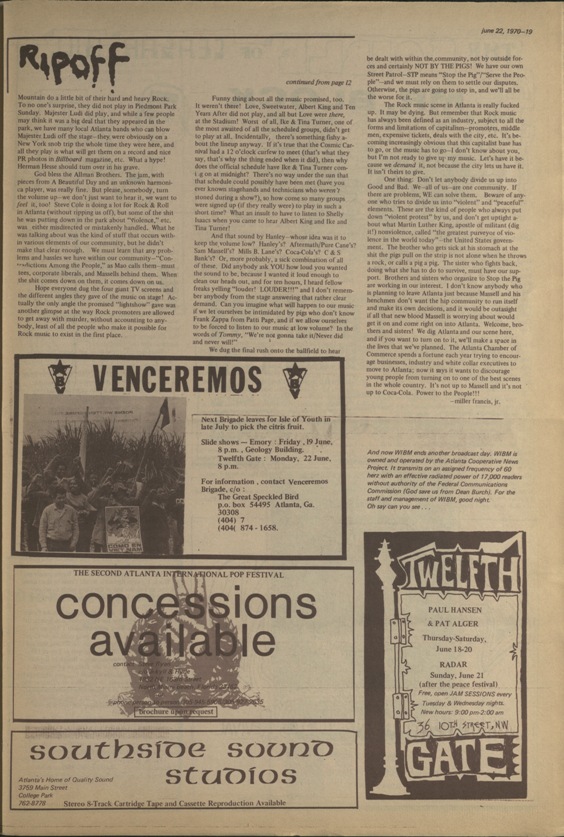 june 22, 1970–19
RIPOFF
continued from page 12
Mountain do a little bit of their hard and heavy Rock.
To no one's surprise, they did not play in Piedmont Park
Sunday. Majester Ludi did play, and while a few people
may think it was a big deal that they appeared in the
park, we have many local Atlanta bands who can blow
Majester Ludi off the stage—they were obviously on a
New York snob trip the whole time they were here, and
all they plan is what will get them on a record and nice
PR photos in Billboard magazine, etc. What a hype!
Herman Hesse should turn over in his grave.
God bless the Allman Brothers. The jam, with
pieces from A Beautiful Day and an unknown harmoni-
ca player, was really fine. But please, somebody, turn
the volume up—we don't just want to hear it, we want to
feel it, too! Steve Cole is doing a lot for Rock & Roll
in Atlanta (without ripping us off), but some of the shit
he was putting down in the park about "violence," etc.
was either misdirected or mistakenly handled. What he
was talking about was the kind of stuff that occurs with-
in various elements of our community, but he didn't
make that clear enough. We must learn that any prob-
lems and hassles we have within our community—"Con-
tradictions Among the People," as Mao calls them—must
be dealt with within the community, not by outside for-
ces and certainly NOT BY THE PIGS! We have our own
Street Patrol—STP means "Stop the Pig"/"Serve the Peo-
ple"—and we must rely on them to settle our disputes.
Otherwise, the pigs are going to step in, and we'll all be
the worse for it.
Hope everyone dug the four giant TV screens and
the different angles they gave of the music on stage! Ac-
tually the only angle the promised "lightshow" gave was
another glimpse at the way Rock promoters are allowed
to get away with murder, without accounting to any-
body, least of all the people who make it possible for
Rock music to exist in the first place.
Funny thing about all the music promised, too.
It weren't there! Love, Sweetwater, Albert King and Ten
Years After did not play, and all but Love were there,
at the Stadium! Worst of all, Ike & Tina Turner, one of
the most awaited of all the scheduled groups, didn't get
to play at all. Incidentally, there's something fishy a-
bout the lineup anyway. If it's true that the Cosmic Car-
nival had a 12 o'clock curfew to meet (that's what they
say, that's why the thing ended when it did), then why
does the official schedule have Ike & Tina Turner com-
ing on at midnight? There's no way under the sun that
that schedule could possibly have been met (have you
ever known stagehands and technicians who weren't
stoned during a show?), so how come so many groups
were signed up (if they really were) to play in such a
short time? What an insult to have to listen to Shelly
Isaacs when you came to hear Albert King and Ike and
Tina Turner!
And that sound by Hanley—whose idea was it to
keep the volume low? Hanley's? Aftermath/Pure Case's?
Sam Massell's? Mills B. Lane's? Coca-Cola's? C & S
Bank's? Or, more probably, a sick combination of all
of these. Did anybody ask YOU how loud you wanted
the sound to be, because I wanted it loud enough to
clean our heads out, and for ten hours, I heard fellow
freaks yelling "louder! LOUDER!!!" and I don't remem-
ber anybody from the stage answering that rather clear
demand. Can you imagine what will happen to our music
if we let ourselves be intimidated by pigs who don't know
Frank Zappa from Patti Page, and if we allow ourselves
to be forced to listen to our music at low volume? In the
words of Tommy, "We're not gonna take it/Never did
and never will!"
We dug the final rush onto the ballfield to hear
The Rock music scene in Atlanta is really fucked
up. It may be dying. But remember that Rock music
has always been defined as an industry, subject to all the
forms and limitations of capitalism—promoters, middle
men, expensive tickets, deals with the city, etc. It's be-
coming increasingly obvious that this capitalist base has
to go, or the music has to go—I don't know about you,
but I'm not ready to give up my music. Let's have it be-
cause we demand it, not because the city lets us have it.
It isn't theirs to give.
One thing: Don't let anybody divide us up into
Good and Bad. We—all of us—are one community. If
there are problems, WE can solve them. Beware of any-
one who tries to divide us into "violent" and "peaceful"
elements. These are the kind of people who always put
down "violent protest" by us, and don't get uptight a-
bout what Martin Luther King, apostle of militant (dig
it!) nonviolence, called "the greatest purveyor of vio-
lence in the world today"—the United States govern-
ment. The brother who gets sick at his stomach at the
shit the pigs pull on the strip is not alone when he throws
a rock, or calls a pig a pig. The sister who fights back,
doing what she has to do to survive, must have our sup-
port. Brothers and sisters who organize to Stop the Pig
are working in our interest. I don't know anybody who
is planning to leave Atlanta just because Massell and his
henchmen don't want the hip community to run itself
and make its own decisions, and it would be outasight
if all that new blood Massell is worrying about would
get it on and come right on into Atlanta. Welcome, bro-
thers and sisters! We dig Atlanta and our scene here,
and if you want to turn on to it, we'll make a space in
the lives that we've planned. The Atlanta Chamber of
Commerce spends a fortune each year trying to encour-
age businesses, industry and white collar executives to
move to Atlanta; now it says it wants to discourage
young people from turning on to one of the best scenes
in the whole country. It's not up to Massell and it's not
up to Coca-Cola. Power to the People!!!
—miller francis, jr.
VENCEREMOS
Next Brigade leaves for Isle of Youth in
late July to pick the citrus fruit.
Slide shows — Emory : Friday , 19 June,
8 p.m. , Geology Building.
Twelfth Gate : Monday, 22 June,
8 p.m.
For information , contact Venceremos
Brigade, c/o :
The Great Speckled Bird
p.o. box 54495 Atlanta, Ga.
30308
(404) 7
(404( 874 - 1658.
And now WIBM ends another broadcast day. WIBM is
owned and operated by the Atlanta Cooperative News
Project. It transmits on an assigned frequency of 60
herz with an effective radiated power of 17,000 readers
without authority of the Federal Communications
Commission (God save us from Dean Burch). For the
staff and management of WIBM, good night.
Oh say can you see . . .
THE SECOND ATLANTA INTERNATIONAL POP FESTIVAL
concessions
available
brochure upon request
southside sound
studios
Atlanta's Home of Quality Sound
3759 Main Street
College Park
763-8778
Stereo 8-Track Cartridge Tape and Cassette Reproduction Available
TWELFTH
PAUL HANSEN
& PAT ALGER
Thursday-Saturday,
June 18-20
RADAR
Sunday, June 21
(after the peace festival)
Free, open JAM SESSIONS every
Tuesday & Wednesday nights.
New hours: 9:00 pm-2:00 am
36 10TH STREET, NW
GATE